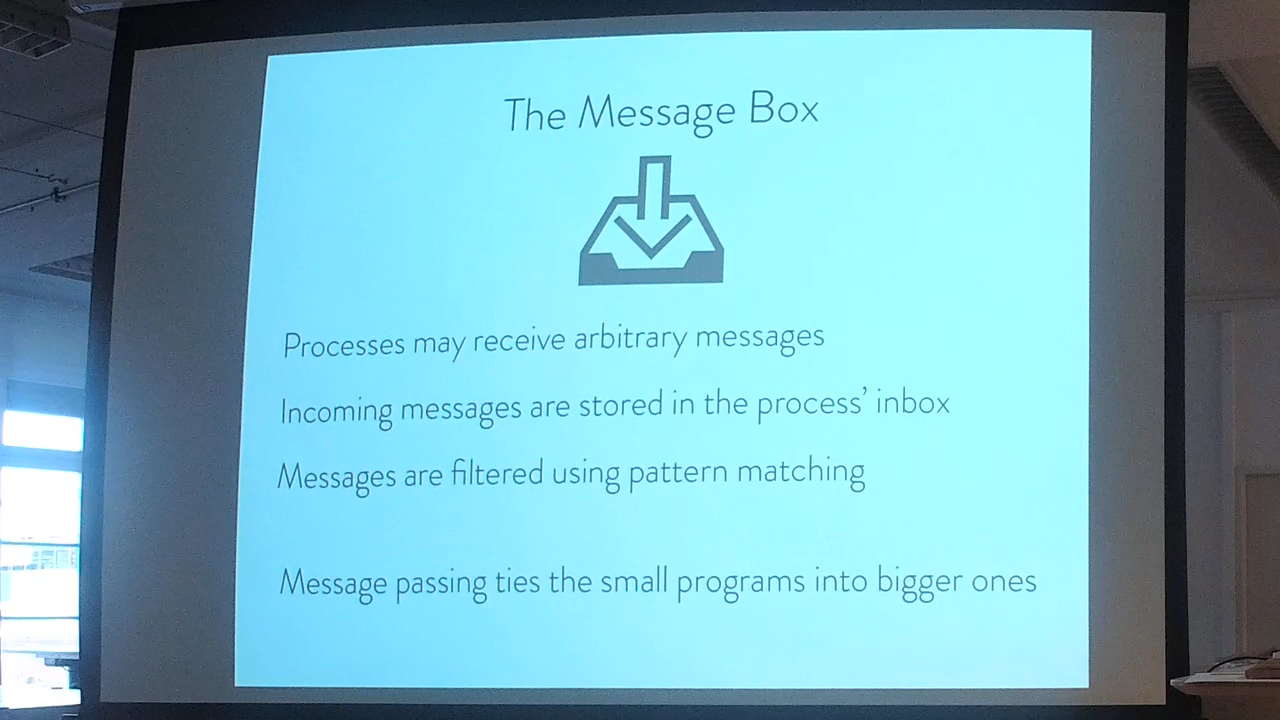 The Message Box
Processes may receive arbitrary messages
Incoming messages are stored in the process’ inbox
Messages are filtered using pattern matching
Message passing ties the small programs into bigger ones